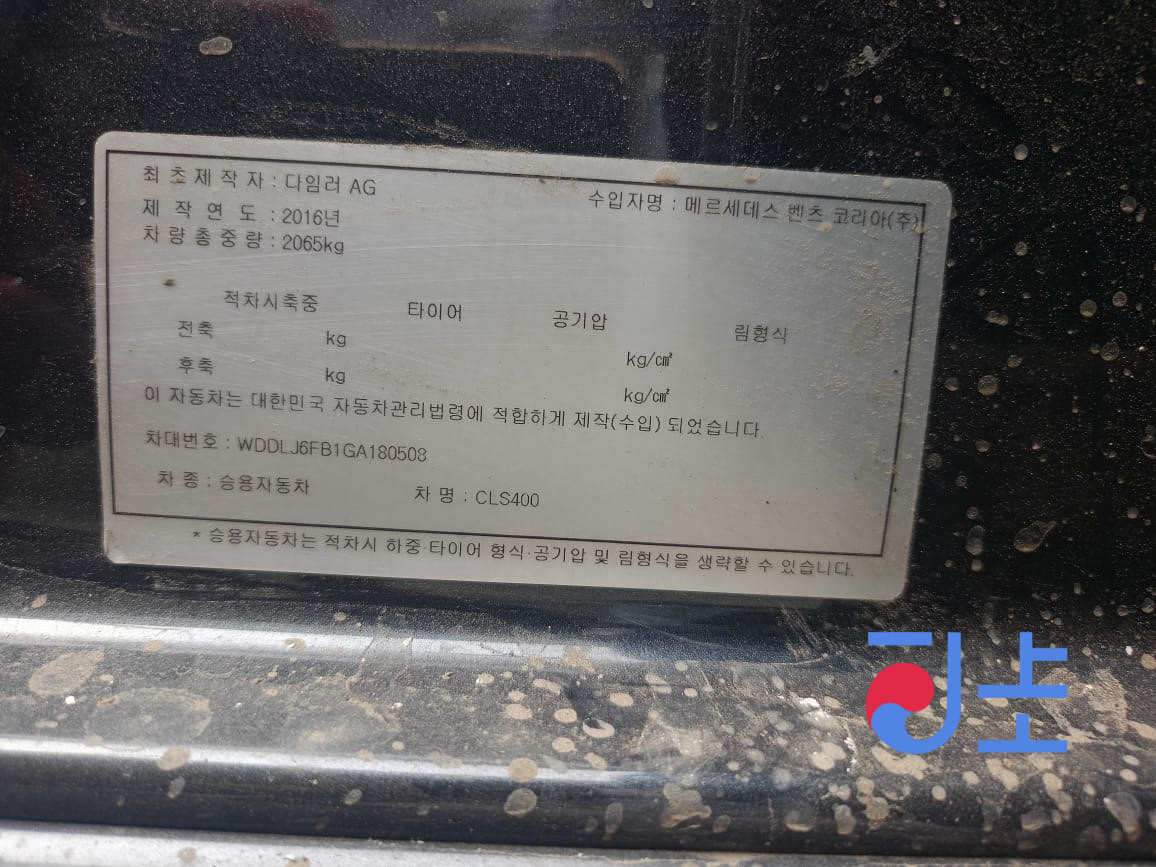 최 초 제 작 자 : 다임러 AG
수입자명 : 메르세데스 벤츠 코리아(주)
제 작 연 도 : 2016년
차 량 총 중 량 : 2065kg
적차시축중 타이어 공기압 림형식
전축 kg kg/㎠
후축 kg kg/㎠
이 자동차는 대한민국 자동차관리법령에 적합하게 제작(수입) 되었습니다.
차대번호 : WDDLJ6FB1GA180508
차 종 : 승용자동차 차 명 : CLS400
* 승용자동차는 적차시 하중·타이어 형식·공기압 및 림형식을 생략할 수 있습니다.